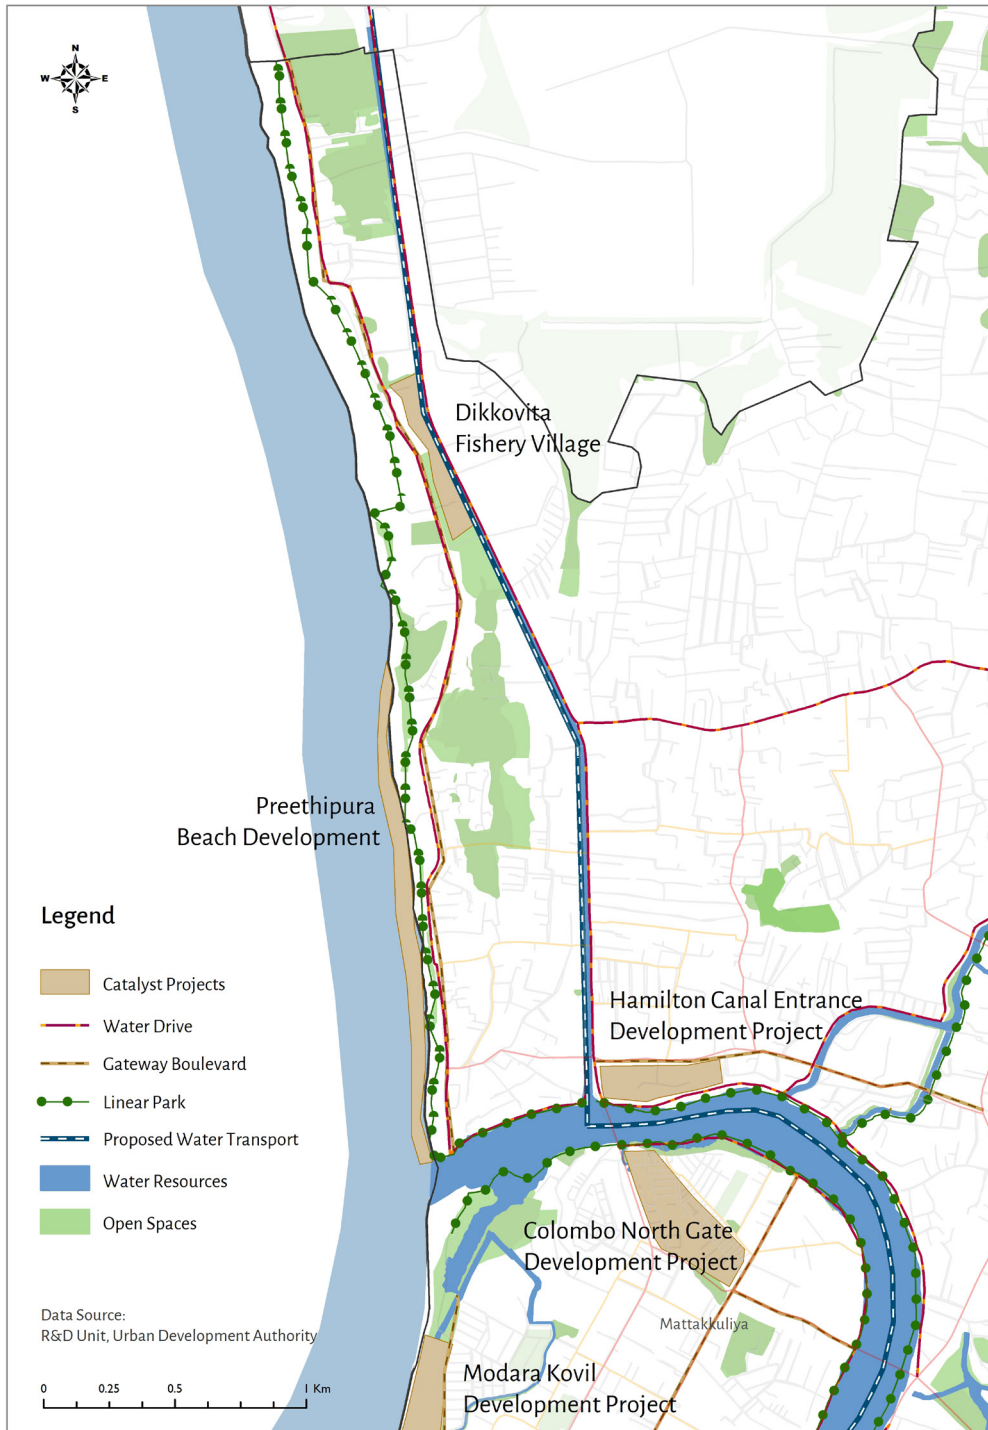 N
W E
S
Dikkovita
Fishery Village
Preethipura
Beach Development
Legend
Catalyst Projects
Water Drive
Gateway Boulevard
Linear Park
Proposed Water Transport
Water Resources
Open Spaces
Hamilton Canal Entrance
Development Project
Colombo North Gate
Development Project
Mattakkuliya
Data Source:
R&D Unit, Urban Development Authority
Modara Kovil
Development Project
0 0.25 0.5 1 Km